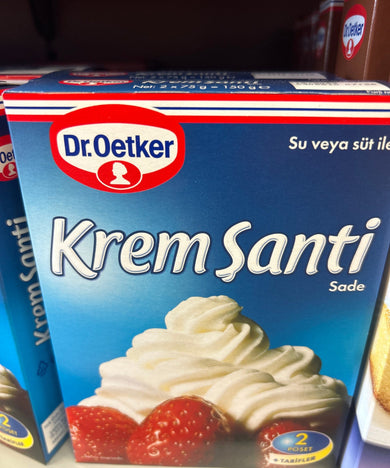 Dr.Oetker
Net: 2 x 75 g = 150 g e
Dr.Oetker
Su veya süt ile
Krem Şanti
Sade
Krem Şanti
2
POŞET
+ TARİFLER
2